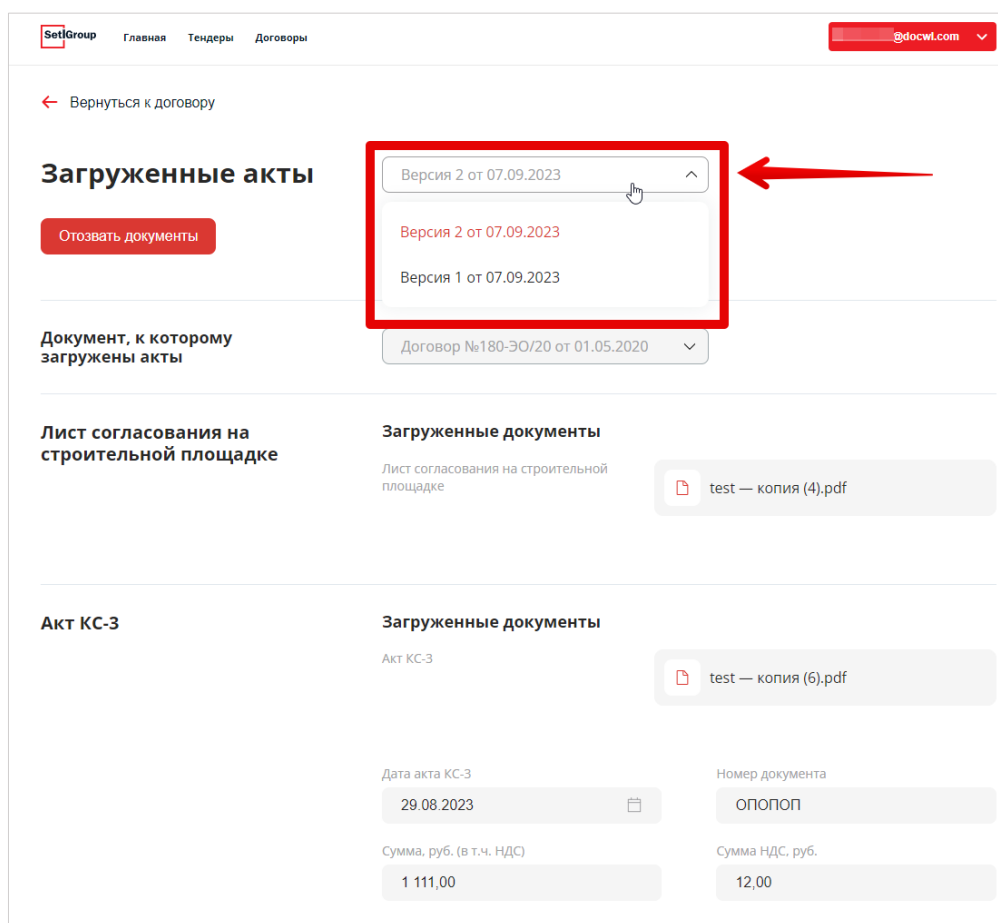 SetlGroup
Главная Тендеры Договоры
@docwl.com
Вернуться к договору
Загруженные акты
Версия 2 от 07.09.2023
Отозвать документы
Версия 2 от 07.09.2023
Версия 1 от 07.09.2023
Документ, к которому
загружены акты
Договор №180-ЭО/20 от 01.05.2020
Лист согласования на
строительной площадке
Загруженные документы
Лист согласования на строительной
площадке
test — копия (4).pdf
Акт КС-3
Загруженные документы
Акт КС-3
test — копия (6).pdf
Дата акта КС-3
Номер документа
29.08.2023
ОПОПОП
Сумма, руб. (в т.ч. НДС)
Сумма НДС, руб.
1 111,00
12,00